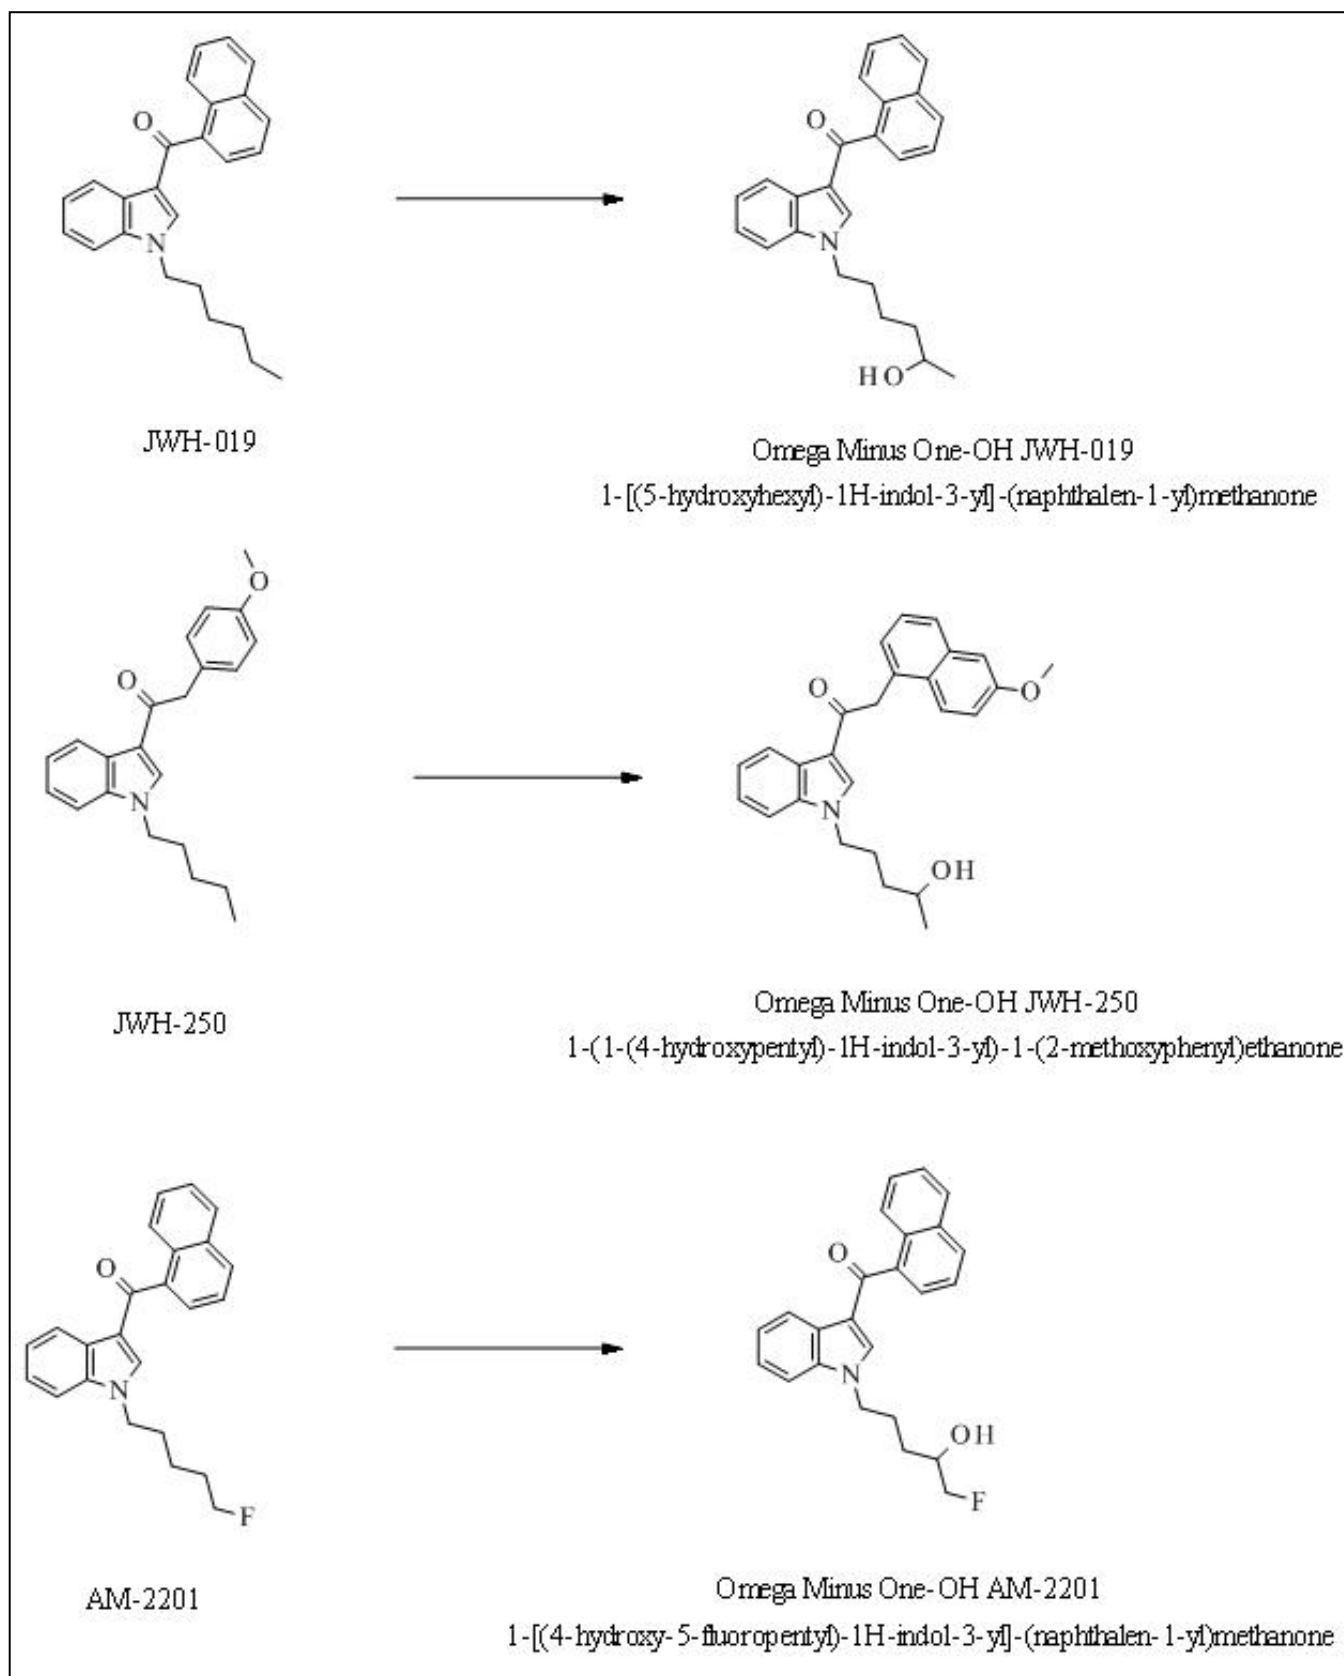 O
N
JWH-019
O
N
HO
Omega Minus One-OH JWH-019
1-[(5-hydroxyhexyl)-1H-indol-3-yl]-(naphthalen-1-yl)methanone
O
O
N
JWH-250
O
O
N
OH
Omega Minus One-OH JWH-250
1-(1-(4-hydroxypentyl)-1H-indol-3-yl)-1-(2-methoxyphenyl)ethanone
O
N
F
AM-2201
O
N
OH
F
Omega Minus One-OH AM-2201
1-[(4-hydroxy-5-fluoropentyl)-1H-indol-3-yl]-(naphthalen-1-yl)methanone